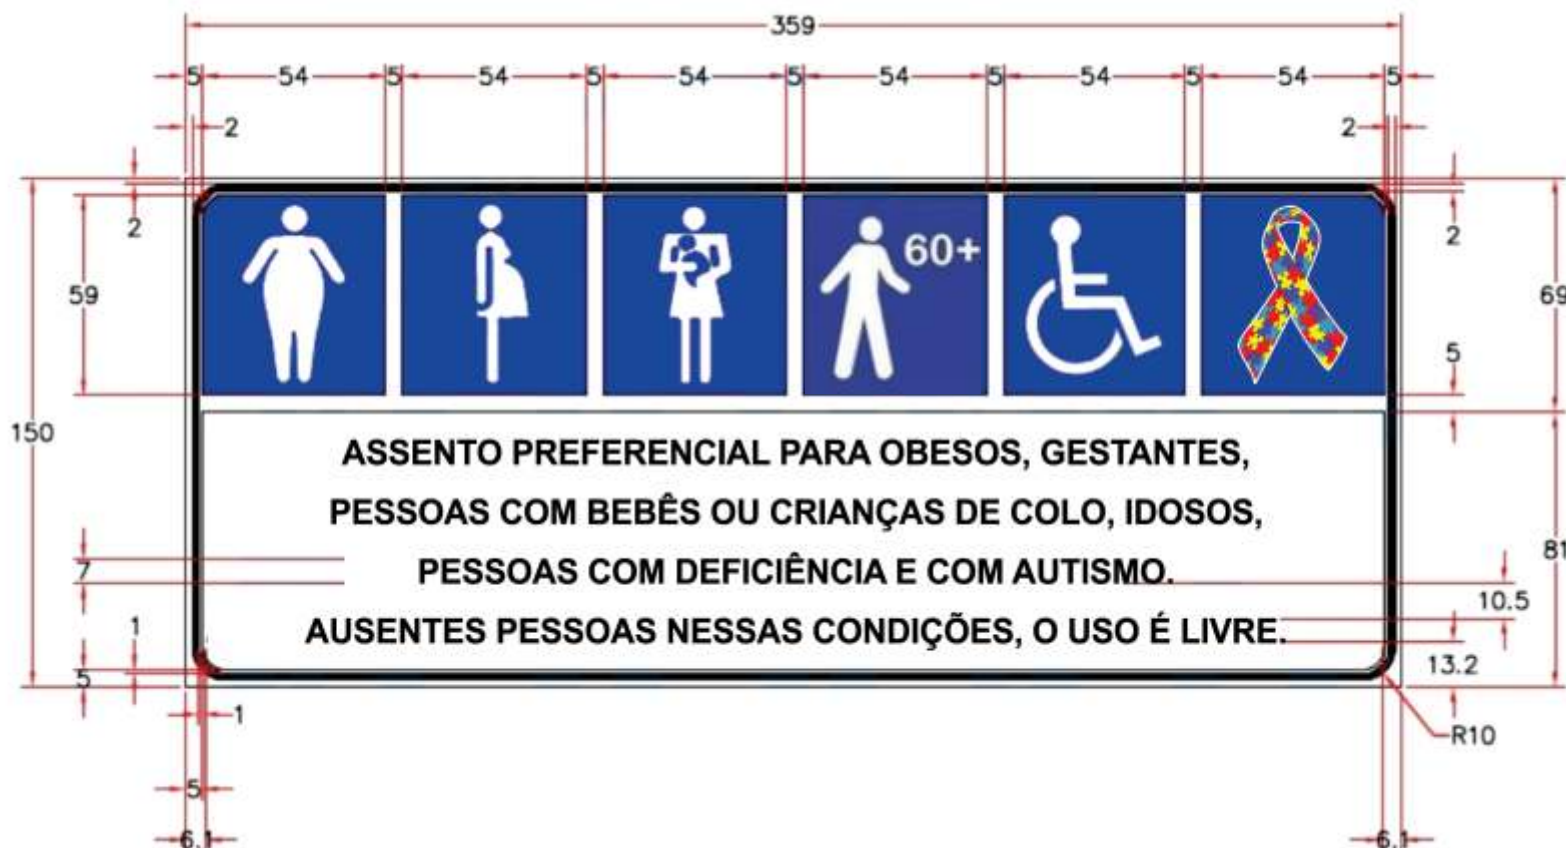 359
5 54 5 54 5 54 5 54 5 54 5 54 5
2 2
2 2
60+
59 69
5
150
ASSENTO PREFERENCIAL PARA OBESOS, GESTANTES,
PESSOAS COM BEBÊS OU CRIANÇAS DE COLO, IDOSOS,
81
7 PESSOAS COM DEFICIÊNCIA E COM AUTISMO.
10.5
1 AUSENTES PESSOAS NESSAS CONDIÇÕES, O USO É LIVRE.
13.2
5
1
R10
5
6.1 6.1